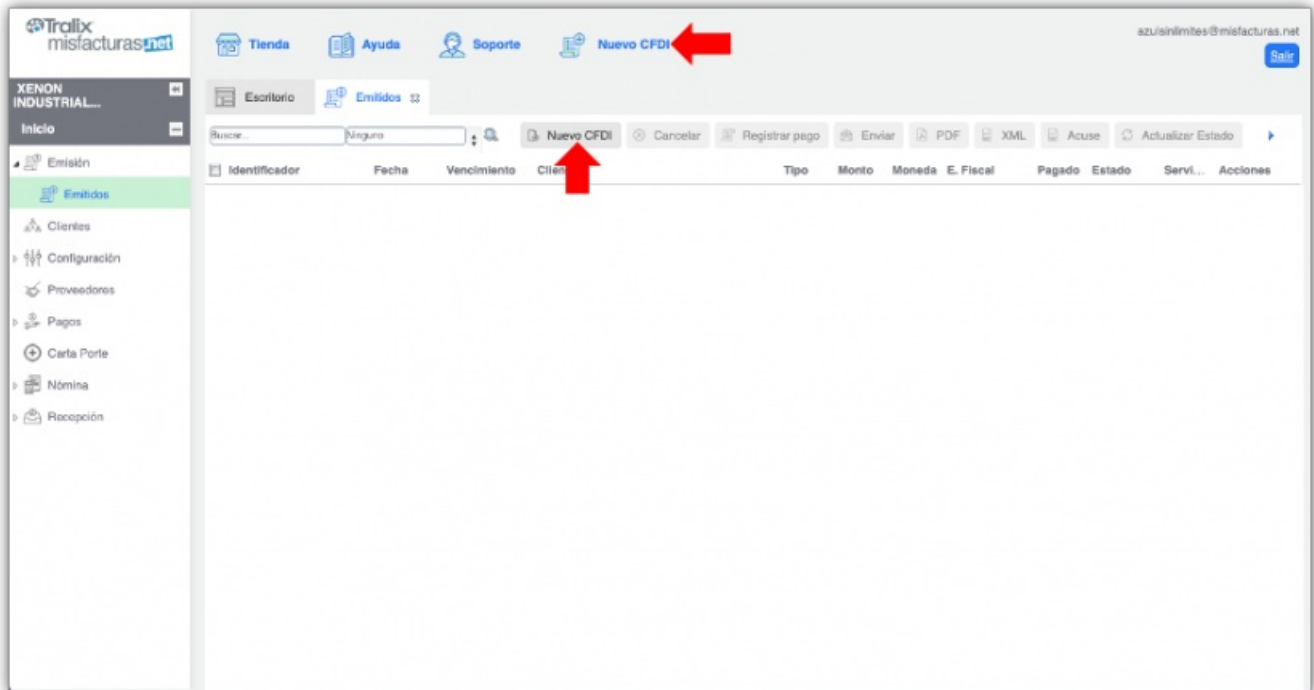 Tralix
misfacturas.net
Tienda
Ayuda
Soporte
Nuevo CFDI
azulsinlimites@misfacturas.net
Salir
XENON
INDUSTRIAL...
Inicio
Emisión
Emitidos
Clientes
Configuración
Proveedores
Pagos
Carta Porte
Nómina
Recepción
Escritorio
Emitidos
Buscar... Ninguno Nuevo CFDI Cancelar Registrar pago Enviar PDF XML Acuse Actualizar Estado
Identificador Fecha Vencimiento Clien Tipo Monto Moneda E. Fiscal Pagado Estado Servi... Acciones